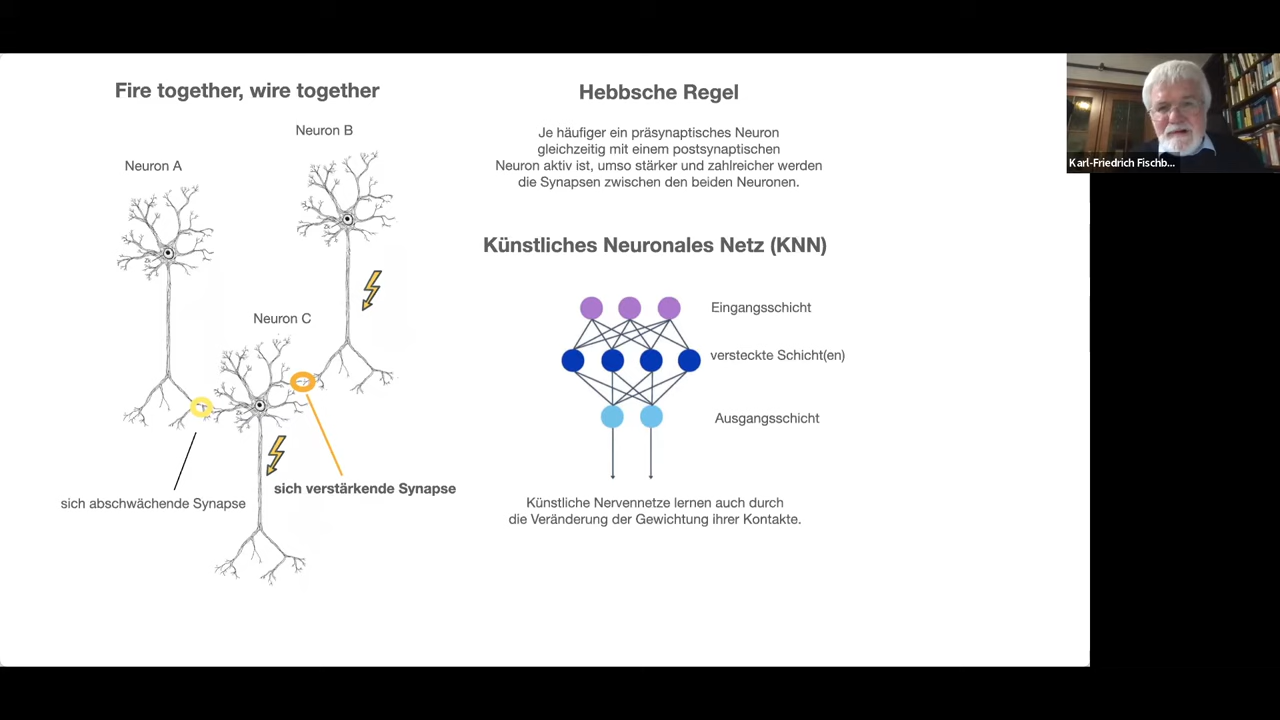 Fire together, wire together
Neuron B
Neuron A
Neuron C
sich abschwächende Synapse
sich verstärkende Synapse
Hebbsche Regel
Je häufiger ein präsynaptisches Neuron
gleichzeitig mit einem postsynaptischen
Neuron aktiv ist, umso stärker und zahlreicher werden
die Synapsen zwischen den beiden Neuronen.
Künstliches Neuronales Netz (KNN)
Eingangsschicht
versteckte Schicht(en)
Ausgangsschicht
Künstliche Nervennetze lernen auch durch
die Veränderung der Gewichtung ihrer Kontakte.
Karl-Friedrich Fischb...